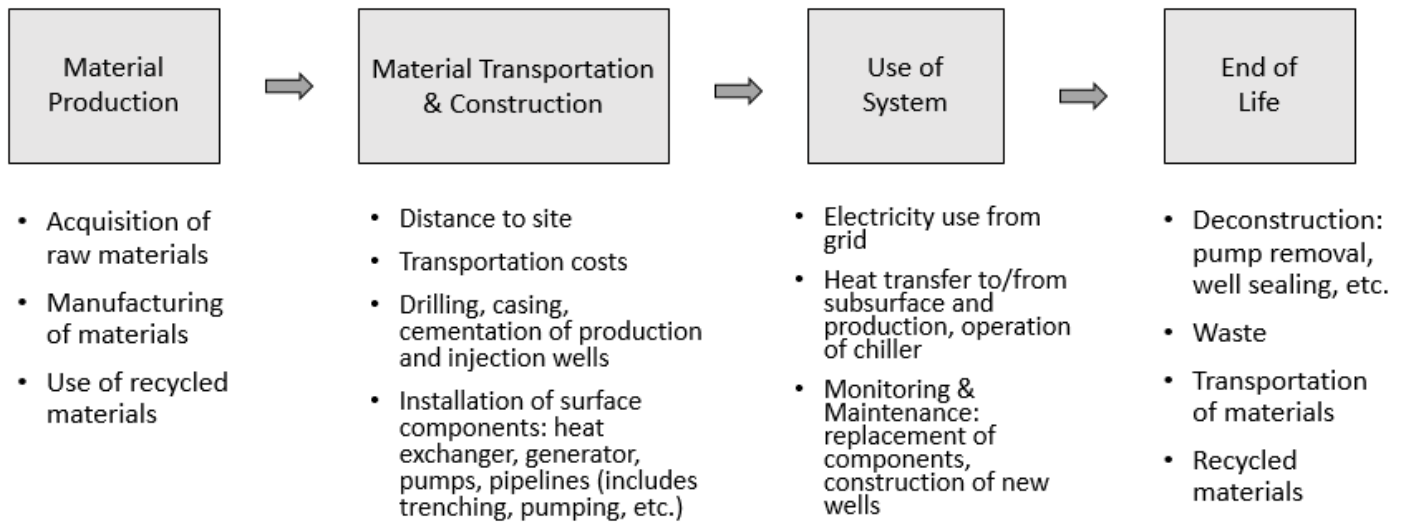 Material
Production
Material Transportation
& Construction
Use of
System
End of
Life
• Acquisition of
raw materials
• Manufacturing
of materials
• Use of recycled
materials
• Distance to site
• Transportation costs
• Drilling, casing,
cementation of production
and injection wells
• Installation of surface
components: heat
exchanger, generator,
pumps, pipelines (includes
trenching, pumping, etc.)
• Electricity use from
grid
• Heat transfer to/from
subsurface and
production, operation
of chiller
• Monitoring &
Maintenance:
replacement of
components,
construction of new
wells
• Deconstruction:
pump removal,
well sealing, etc.
• Waste
• Transportation
of materials
• Recycled
materials